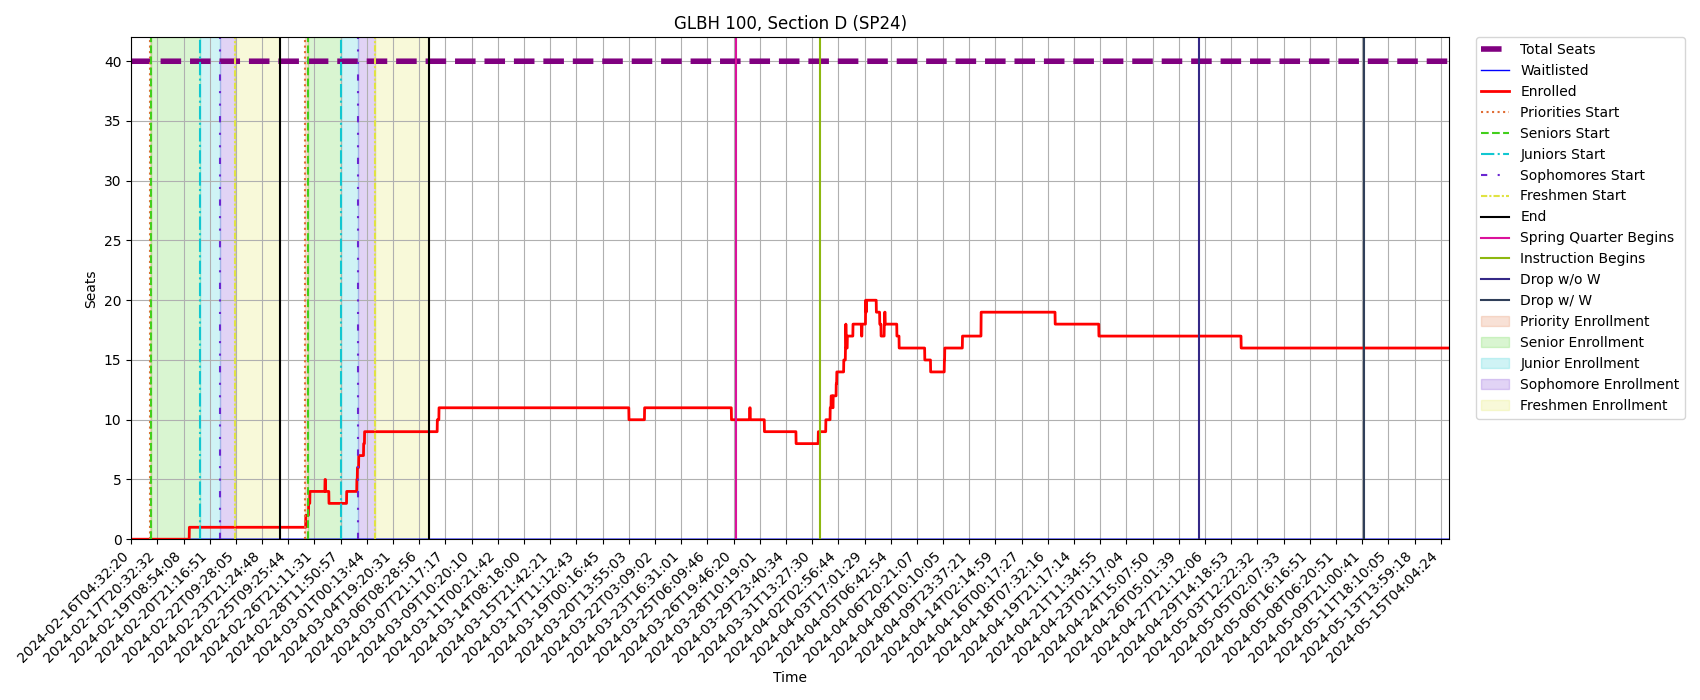 GLBH 100, Section D (SP24)
Seats
40
35
30
25
20
15
10
5
0
2024-02-16T04:32:20
2024-02-17T20:32:32
2024-02-19T08:54:08
2024-02-20T21:16:51
2024-02-22T09:28:05
2024-02-23T21:24:48
2024-02-25T09:25:44
2024-02-26T21:11:31
2024-02-28T11:50:57
2024-03-01T00:13:44
2024-03-04T19:20:31
2024-03-06T08:28:56
2024-03-07T21:17:17
2024-03-09T10:20:10
2024-03-11T00:21:42
2024-03-14T08:18:00
2024-03-15T21:42:21
2024-03-17T11:12:43
2024-03-19T00:16:45
2024-03-20T13:55:03
2024-03-22T03:09:02
2024-03-23T16:31:01
2024-03-25T06:09:46
2024-03-26T19:46:20
2024-03-28T10:19:01
2024-03-29T23:40:34
2024-03-31T13:27:30
2024-04-02T02:56:44
2024-04-03T17:01:29
2024-04-05T06:42:54
2024-04-06T20:21:07
2024-04-08T10:10:05
2024-04-09T23:37:21
2024-04-14T02:14:59
2024-04-16T00:17:27
2024-04-18T07:32:16
2024-04-19T21:17:14
2024-04-21T11:34:55
2024-04-23T01:17:04
2024-04-24T15:07:50
2024-04-26T05:01:39
2024-04-27T21:12:06
2024-04-29T14:18:53
2024-05-03T12:22:32
2024-05-05T02:07:33
2024-05-06T16:16:51
2024-05-08T06:20:51
2024-05-09T21:00:41
2024-05-11T18:10:05
2024-05-13T13:59:18
2024-05-15T04:04:24
Time
Total Seats
Waitlisted
Enrolled
Priorities Start
Seniors Start
Juniors Start
Sophomores Start
Freshmen Start
End
Spring Quarter Begins
Instruction Begins
Drop w/o W
Drop w/ W
Priority Enrollment
Senior Enrollment
Junior Enrollment
Sophomore Enrollment
Freshmen Enrollment